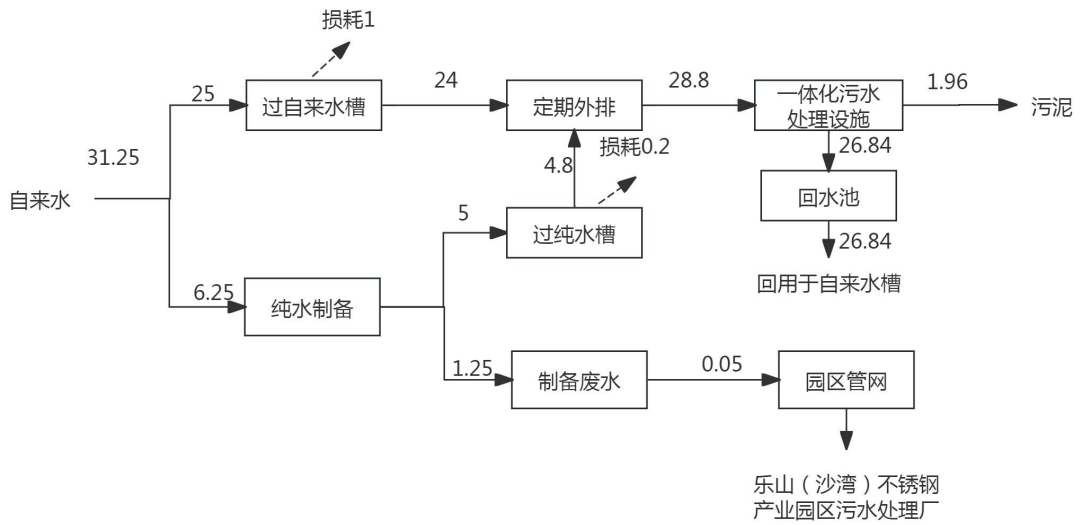 损耗1
25
过自来水槽
24
定期外排
28.8
一体化污水
处理设施
1.96
污泥
31.25
自来水
4.8
损耗0.2
26.84
回水池
5
过纯水槽
26.84
回用于自来水槽
6.25
纯水制备
1.25
制备废水
0.05
园区管网
乐山（沙湾）不锈钢
产业园区污水处理厂